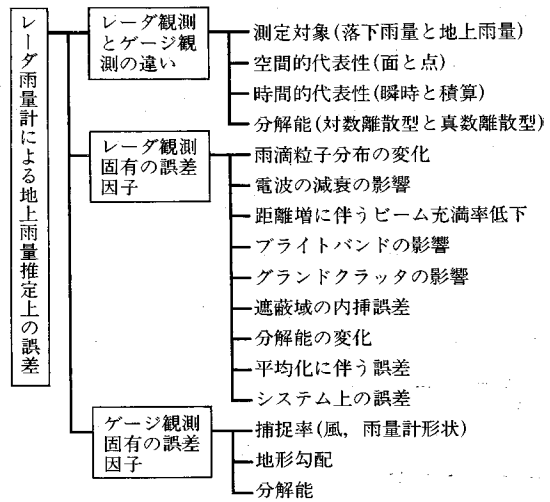 レーダ雨量計による地上雨量推定上の誤差
レーダ観測
とゲージ観
測の違い
測定対象(落下雨量と地上雨量)
空間的代表性(面と点)
時間的代表性(瞬時と積算)
分解能(対数離散型と真数離散型)
レーダ観測
固有の誤差
因子
雨滴粒子分布の変化
電波の減衰の影響
距離増に伴うビーム充満率低下
ブライトバンドの影響
グランドクラッタの影響
遮蔽域の内挿誤差
分解能の変化
平均化に伴う誤差
システム上の誤差
ゲージ観測
固有の誤差
因子
捕捉率(風，雨量計形状)
地形勾配
分解能